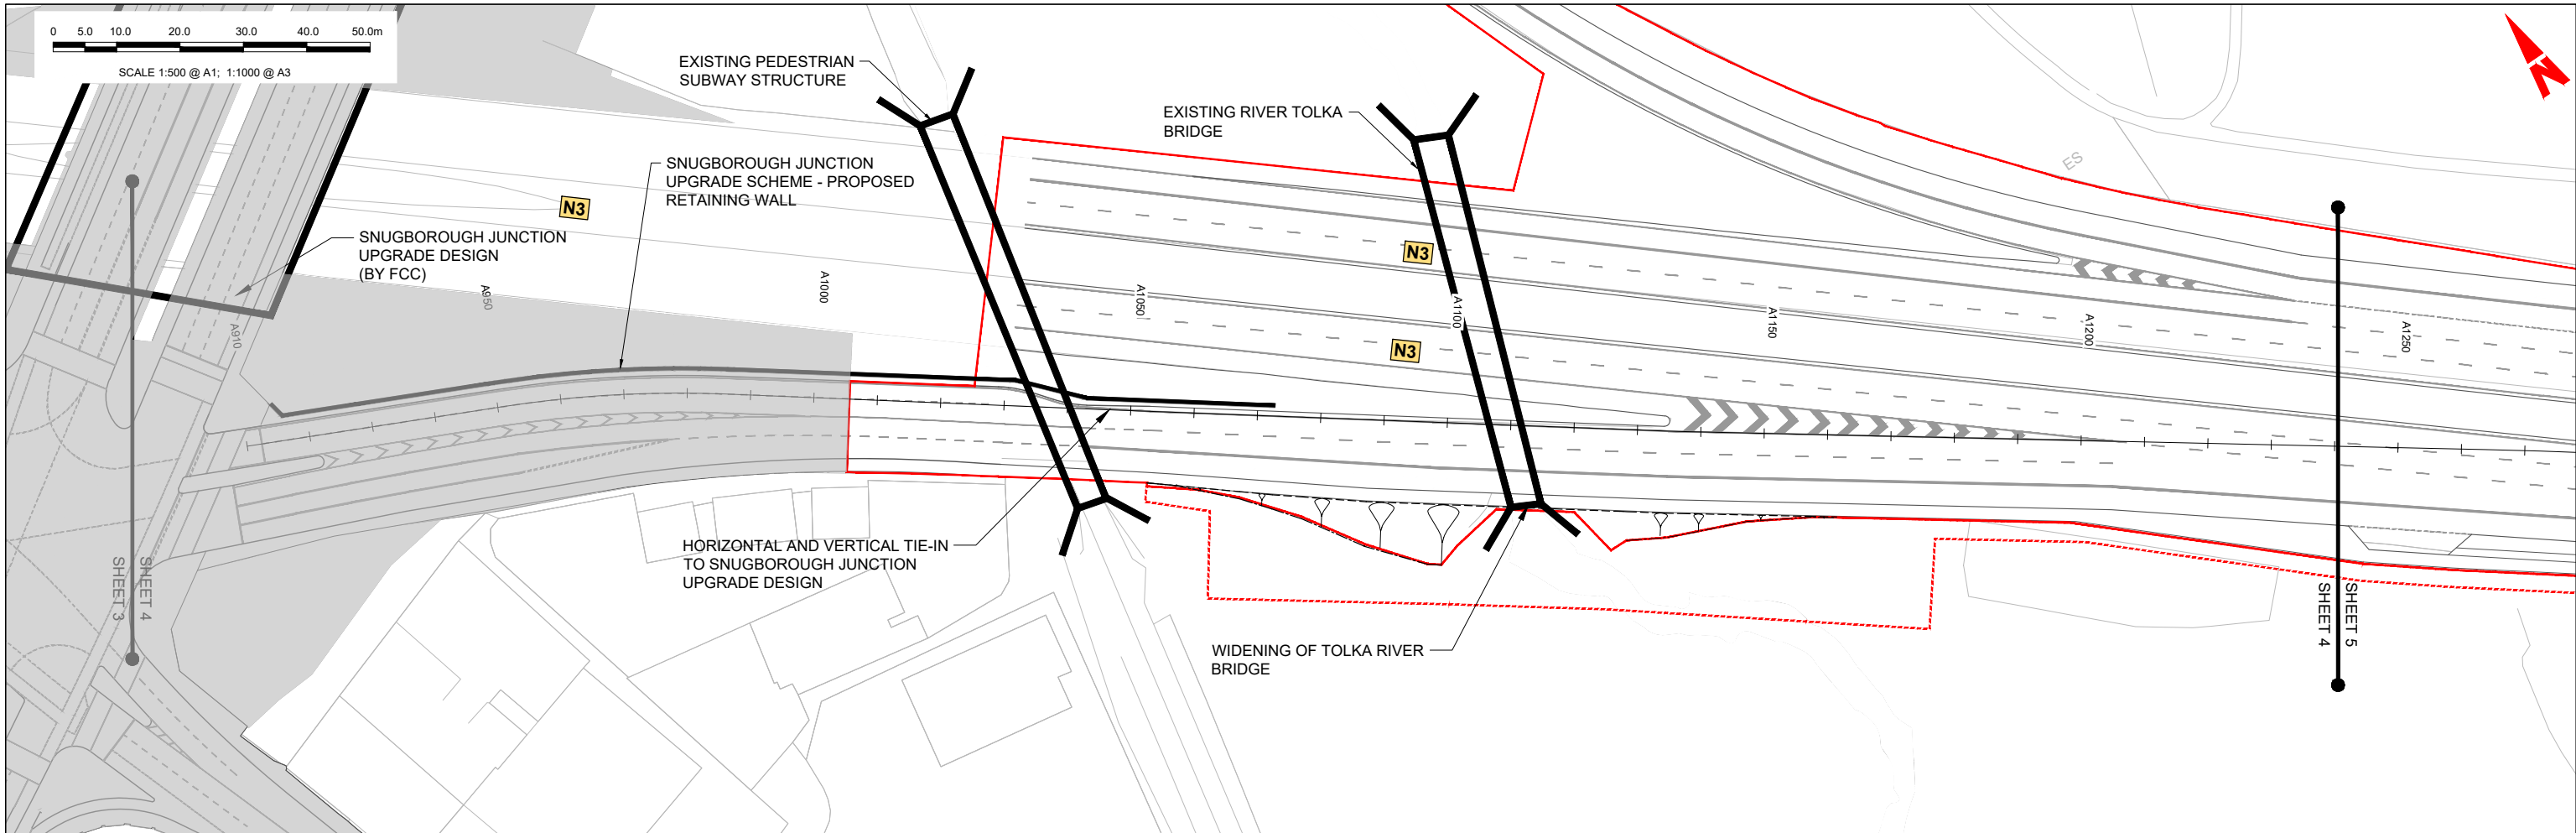 0 5.0 10.0 20.0 30.0 40.0 50.0m
SCALE 1:500 @ A1; 1:1000 @ A3
EXISTING PEDESTRIAN
SUBWAY STRUCTURE
EXISTING RIVER TOLKA
BRIDGE
N
SNUGBOROUGH JUNCTION
UPGRADE SCHEME - PROPOSED
RETAINING WALL
ES
N3
SNUGBOROUGH JUNCTION
UPGRADE DESIGN
(BY FCC)
N3
N3
A910
A950
A1000
A1050
A1100
A1150
A1200
A1250
HORIZONTAL AND VERTICAL TIE-IN
TO SNUGBOROUGH JUNCTION
UPGRADE DESIGN
WIDENING OF TOLKA RIVER
BRIDGE
SHEET 4
SHEET 3
SHEET 5
SHEET 4